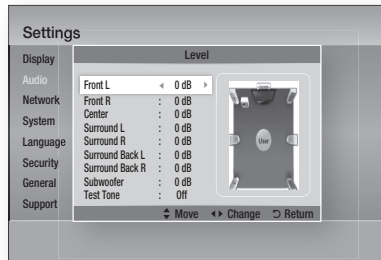 Settings
Display
Audio
Network
System
Language
Security
General
Support
Level
Front L ◀ 0 dB ▶
Front R : 0 dB
Center : 0 dB
Surround L : 0 dB
Surround R : 0 dB
Surround Back L : 0 dB
Surround Back R : 0 dB
Subwoofer : 0 dB
Test Tone : Off
User
Move Change Return